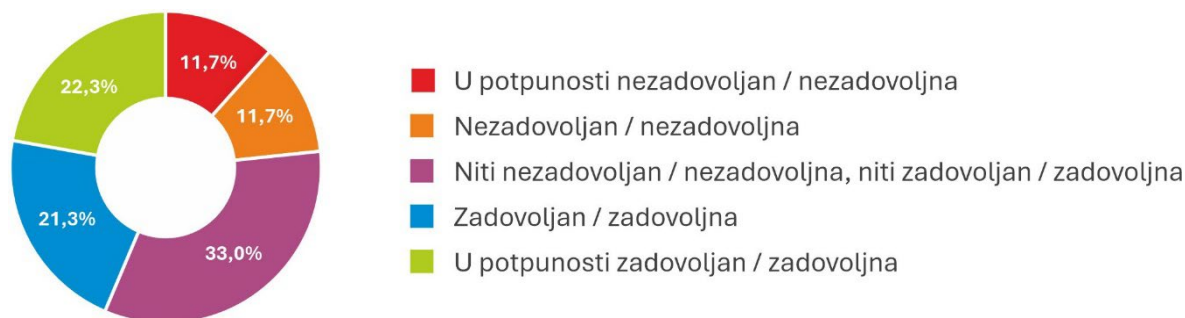 11,7%
11,7%
33,0%
21,3%
22,3%
U potpunosti nezadovoljan / nezadovoljna
Nezadovoljan / nezadovoljna
Niti nezadovoljan / nezadovoljna, niti zadovoljan / zadovoljna
Zadovoljan / zadovoljna
U potpunosti zadovoljan / zadovoljna